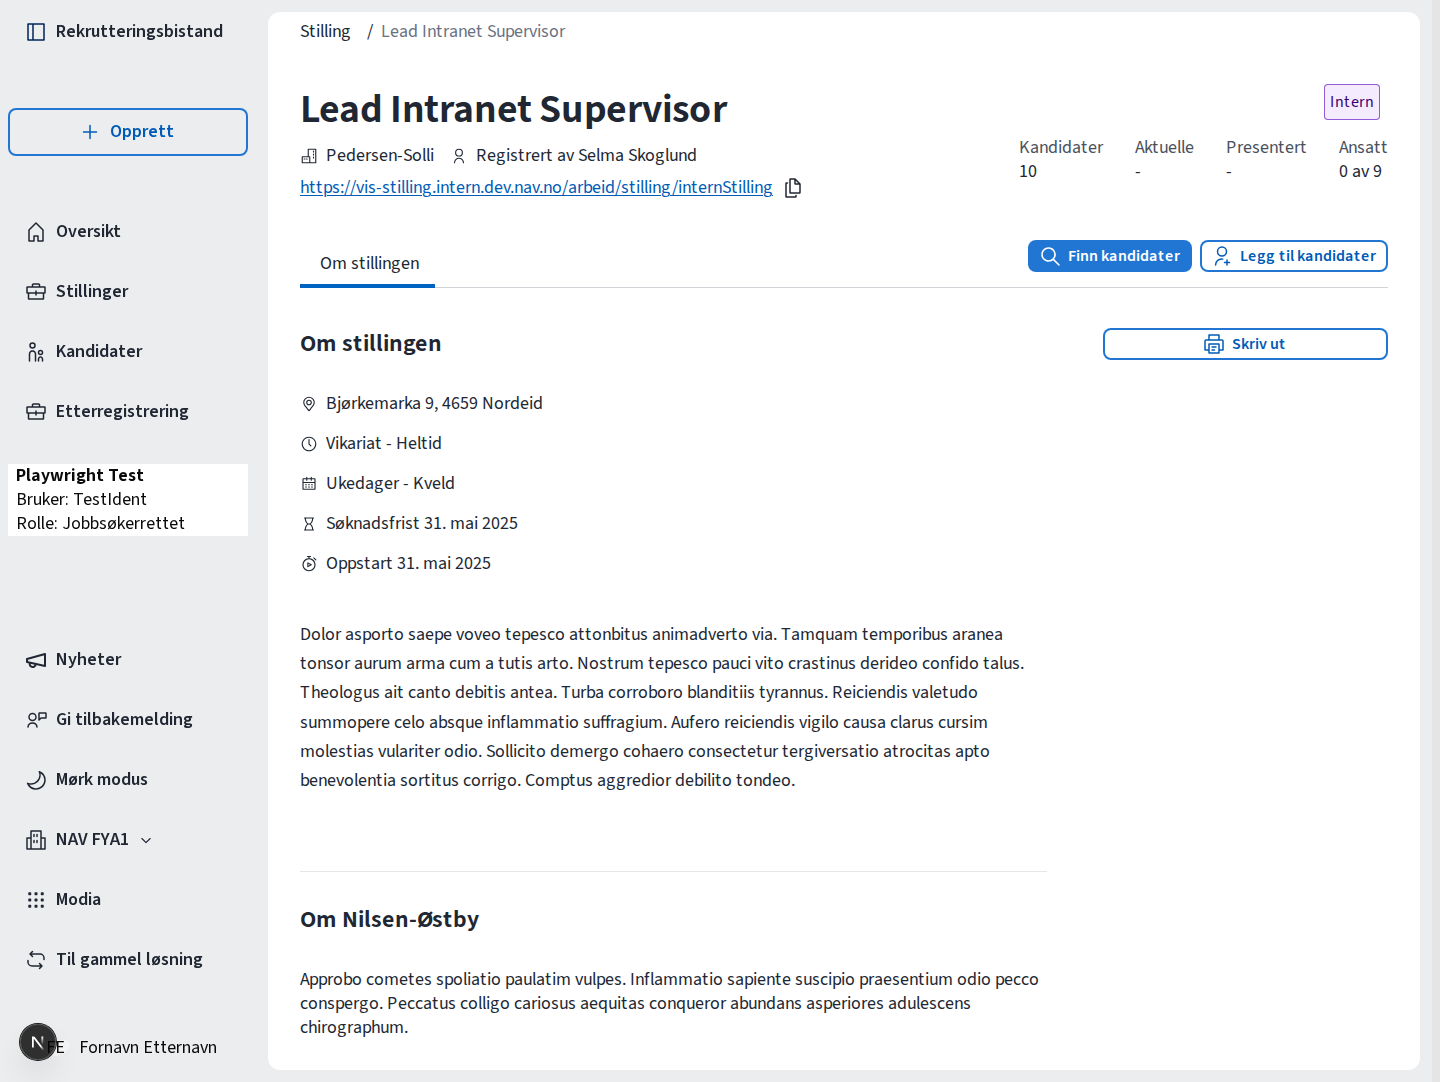 Rekrutteringsbistand
Opprett
Oversikt
Stillinger
Kandidater
Etterregistrering
Playwright Test
Bruker: TestIdent
Rolle: Jobbsøkerrettet
Nyheter
Gi tilbakemelding
Mørk modus
NAV FYA1
Modia
Til gammel løsning
N FE Fornavn Etternavn
Stilling / Lead Intranet Supervisor
Lead Intranet Supervisor
Intern
Pedersen-Solli Registrert av Selma Skoglund
https://vis-stilling.intern.dev.nav.no/arbeid/stilling/internStilling
Kandidater Aktuelle Presentert Ansatt
10 - - 0 av 9
Om stillingen
Finn kandidater
Legg til kandidater
Om stillingen
Skriv ut
Bjørkemarka 9, 4659 Nordeid
Vikariat - Heltid
Ukedager - Kveld
Søknadsfrist 31. mai 2025
Oppstart 31. mai 2025
Dolor asporto saepe voveo tepesco attonbitus animadverto via. Tamquam temporibus aranea
tonsor aurum arma cum a tutis arto. Nostrum tepesco pauci vito crastinus derideo confido talus.
Theologus ait canto debitis antea. Turba corroboro blanditiis tyrannus. Reiciendis valetudo
summopere celo absque inflammatio suffragium. Aufero reiciendis vigilo causa clarus cursim
molestias vulariter odio. Sollicito demergo cohaero consectetur tergiversatio atrocitas apto
benevolentia sortitus corrigo. Comptus aggredior debilito tondeo.
Om Nilsen-Østby
Approbo cometes spoliatio paulatim vulpes. Inflammatio sapiente suscipio praesentium odio pecco
conspergo. Peccatus colligo cariosus aequitas conqueror abundans asperiores adulescens
chirographum.